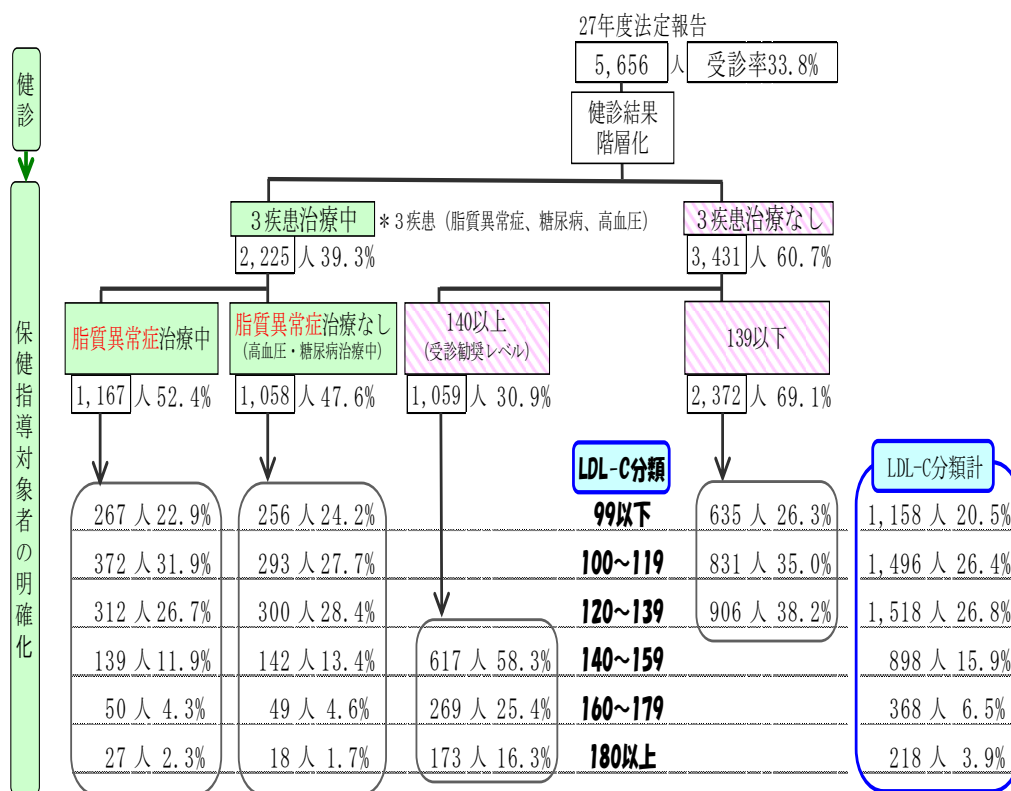 27年度法定報告
5,656 人 受診率33.8%
健診
健診結果
階層化
3疾患治療中 *3疾患（脂質異常症、糖尿病、高血圧） 3疾患治療なし
2,225 人 39.3% 3,431 人 60.7%
保健指導対象者の明確化
脂質異常症治療中
脂質異常症治療なし
(高血圧・糖尿病治療中)
140以上
(受診勧奨レベル)
139以下
1,167 人 52.4% 1,058 人 47.6% 1,059 人 30.9% 2,372 人 69.1%
LDL-C分類 LDL-C分類計
267 人 22.9% 256 人 24.2% 99以下 635 人 26.3% 1,158 人 20.5%
372 人 31.9% 293 人 27.7% 100~119 831 人 35.0% 1,496 人 26.4%
312 人 26.7% 300 人 28.4% 120~139 906 人 38.2% 1,518 人 26.8%
139 人 11.9% 142 人 13.4% 617 人 58.3% 140~159 898 人 15.9%
50 人 4.3% 49 人 4.6% 269 人 25.4% 160~179 368 人 6.5%
27 人 2.3% 18 人 1.7% 173 人 16.3% 180以上 218 人 3.9%